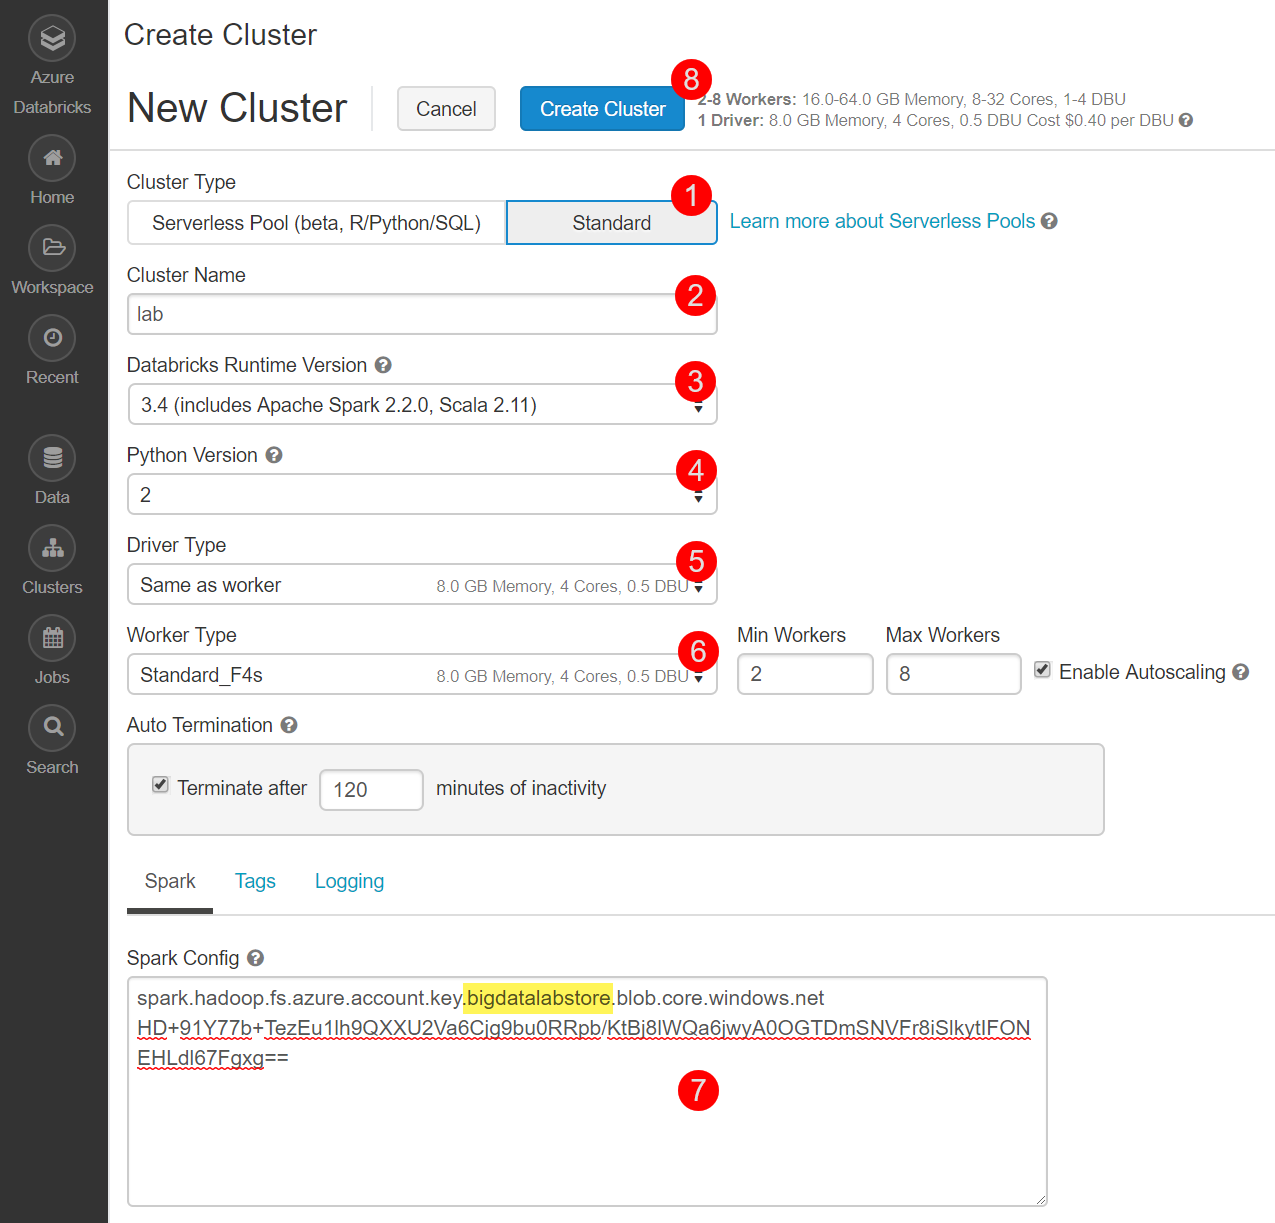 Azure
Databricks
Home
Workspace
Recent
Data
Clusters
Jobs
Search
Create Cluster
New Cluster
Cancel
Create Cluster
8
2-8 Workers: 16.0-64.0 GB Memory, 8-32 Cores, 1-4 DBU
1 Driver: 8.0 GB Memory, 4 Cores, 0.5 DBU Cost $0.40 per DBU ?
Cluster Type
Serverless Pool (beta, R/Python/SQL)
Standard
1
Learn more about Serverless Pools ?
Cluster Name
lab
2
Databricks Runtime Version ?
3.4 (includes Apache Spark 2.2.0, Scala 2.11)
3
Python Version ?
2
4
Driver Type
Same as worker 8.0 GB Memory, 4 Cores, 0.5 DBU
5
Worker Type
Standard_F4s 8.0 GB Memory, 4 Cores, 0.5 DBU
6
Min Workers
2
Max Workers
8
Enable Autoscaling ?
Auto Termination ?
Terminate after 120 minutes of inactivity
Spark Tags Logging
Spark Config ?
spark.hadoop.fs.azure.account.key.bigdatalabstore.blob.core.windows.net
HD+91Y77b+TezEu1lh9QXXU2Va6Cjg9bu0RRpb/KtBj8lWQa6jwyA0OGTDmSNVFr8iSlkytIFON
EHLdl67Fgxg==
7